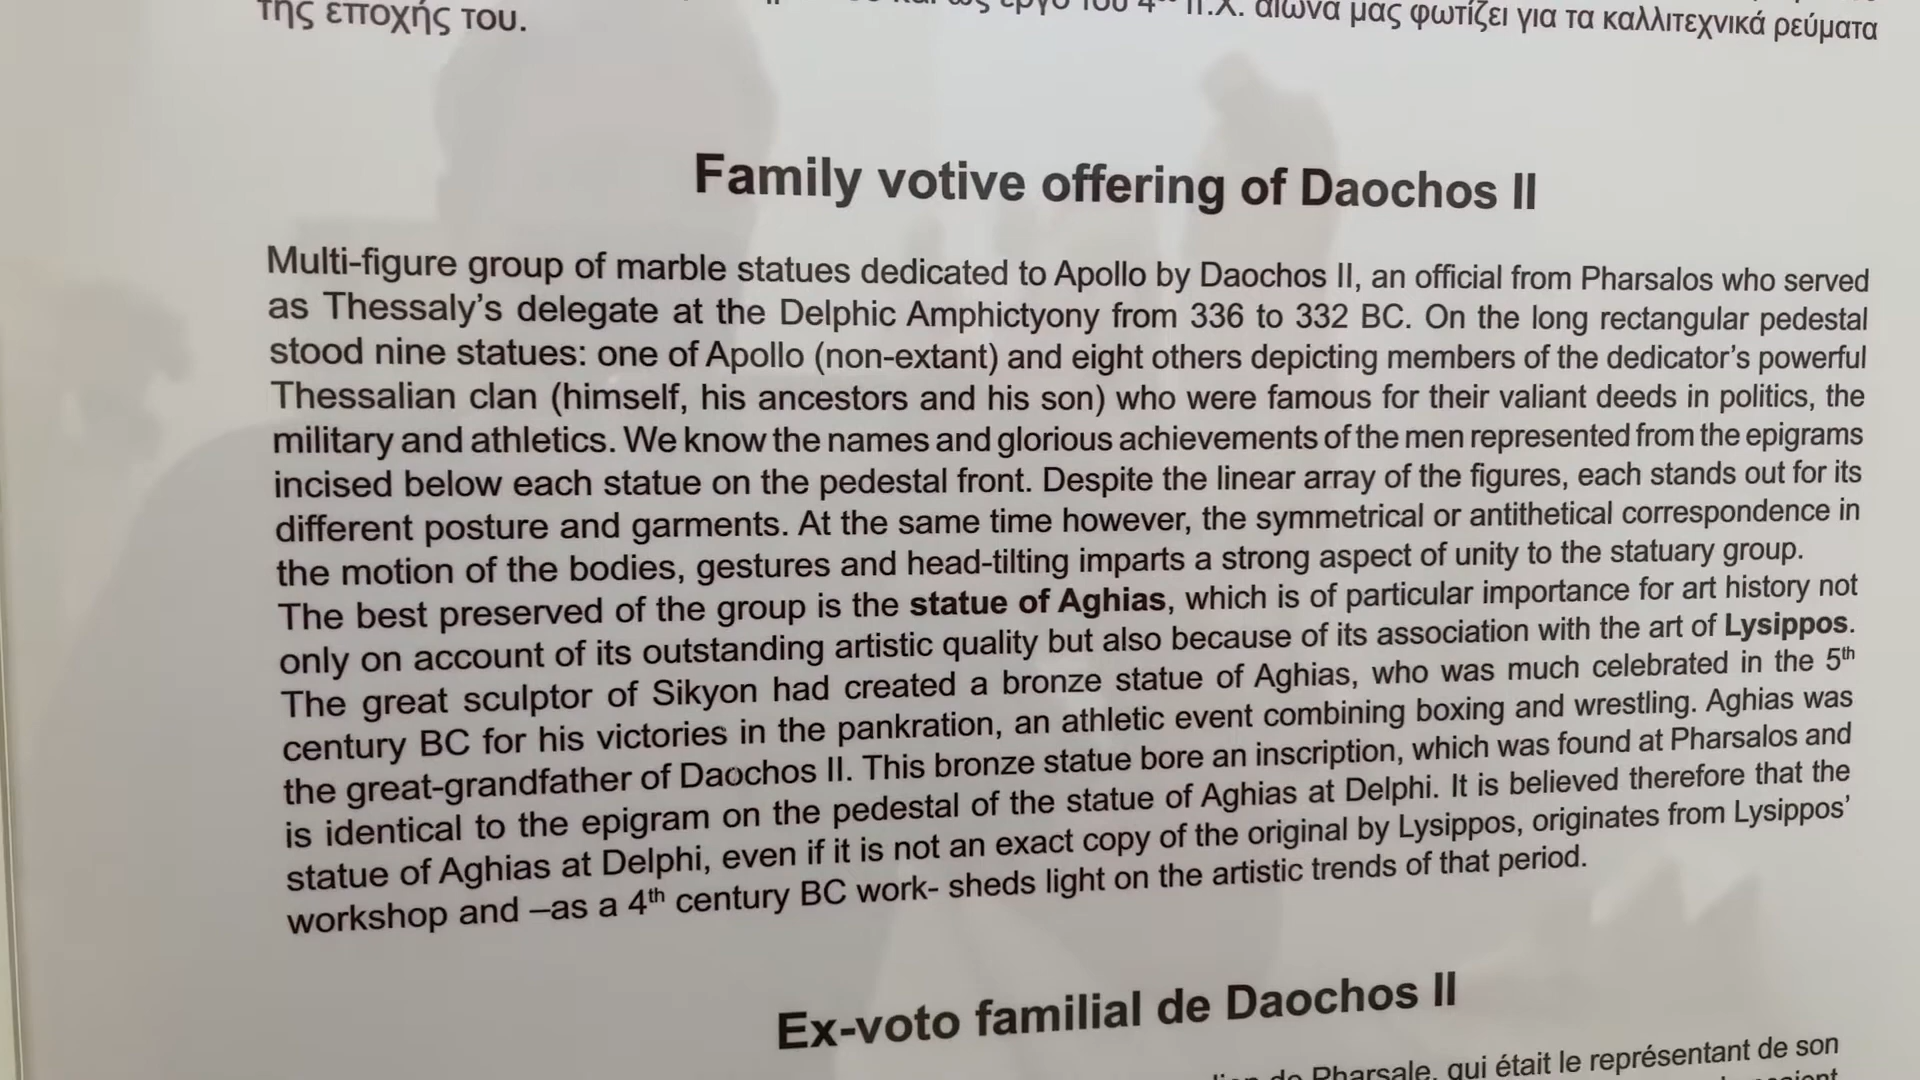 της εποχής του.
π.Χ. αιώνα μας φωτίζει για τα καλλιτεχνικά ρεύματα
Family votive offering of Daochos II
Multi-figure group of marble statues dedicated to Apollo by Daochos II, an official from Pharsalos who served
as Thessaly’s delegate at the Delphic Amphictyony from 336 to 332 BC. On the long rectangular pedestal
stood nine statues: one of Apollo (non-extant) and eight others depicting members of the dedicator’s powerful
Thessalian clan (himself, his ancestors and his son) who were famous for their valiant deeds in politics, the
military and athletics. We know the names and glorious achievements of the men represented from the epigrams
incised below each statue on the pedestal front. Despite the linear array of the figures, each stands out for its
different posture and garments. At the same time however, the symmetrical or antithetical correspondence in
the motion of the bodies, gestures and head-tilting imparts a strong aspect of unity to the statuary group.
The best preserved of the group is the statue of Aghias, which is of particular importance for art history not
only on account of its outstanding artistic quality but also because of its association with the art of Lysippos.
The great sculptor of Sikyon had created a bronze statue of Aghias, who was much celebrated in the 5th
century BC for his victories in the pankration, an athletic event combining boxing and wrestling. Aghias was
the great-grandfather of Daochos II. This bronze statue bore an inscription, which was found at Pharsalos and
is identical to the epigram on the pedestal of the statue of Aghias at Delphi. It is believed therefore that the
statue of Aghias at Delphi, even if it is not an exact copy of the original by Lysippos, originates from Lysippos’
workshop and –as a 4th century BC work- sheds light on the artistic trends of that period.
Ex-voto familial de Daochos II
de Pharsale, qui était le représentant de son